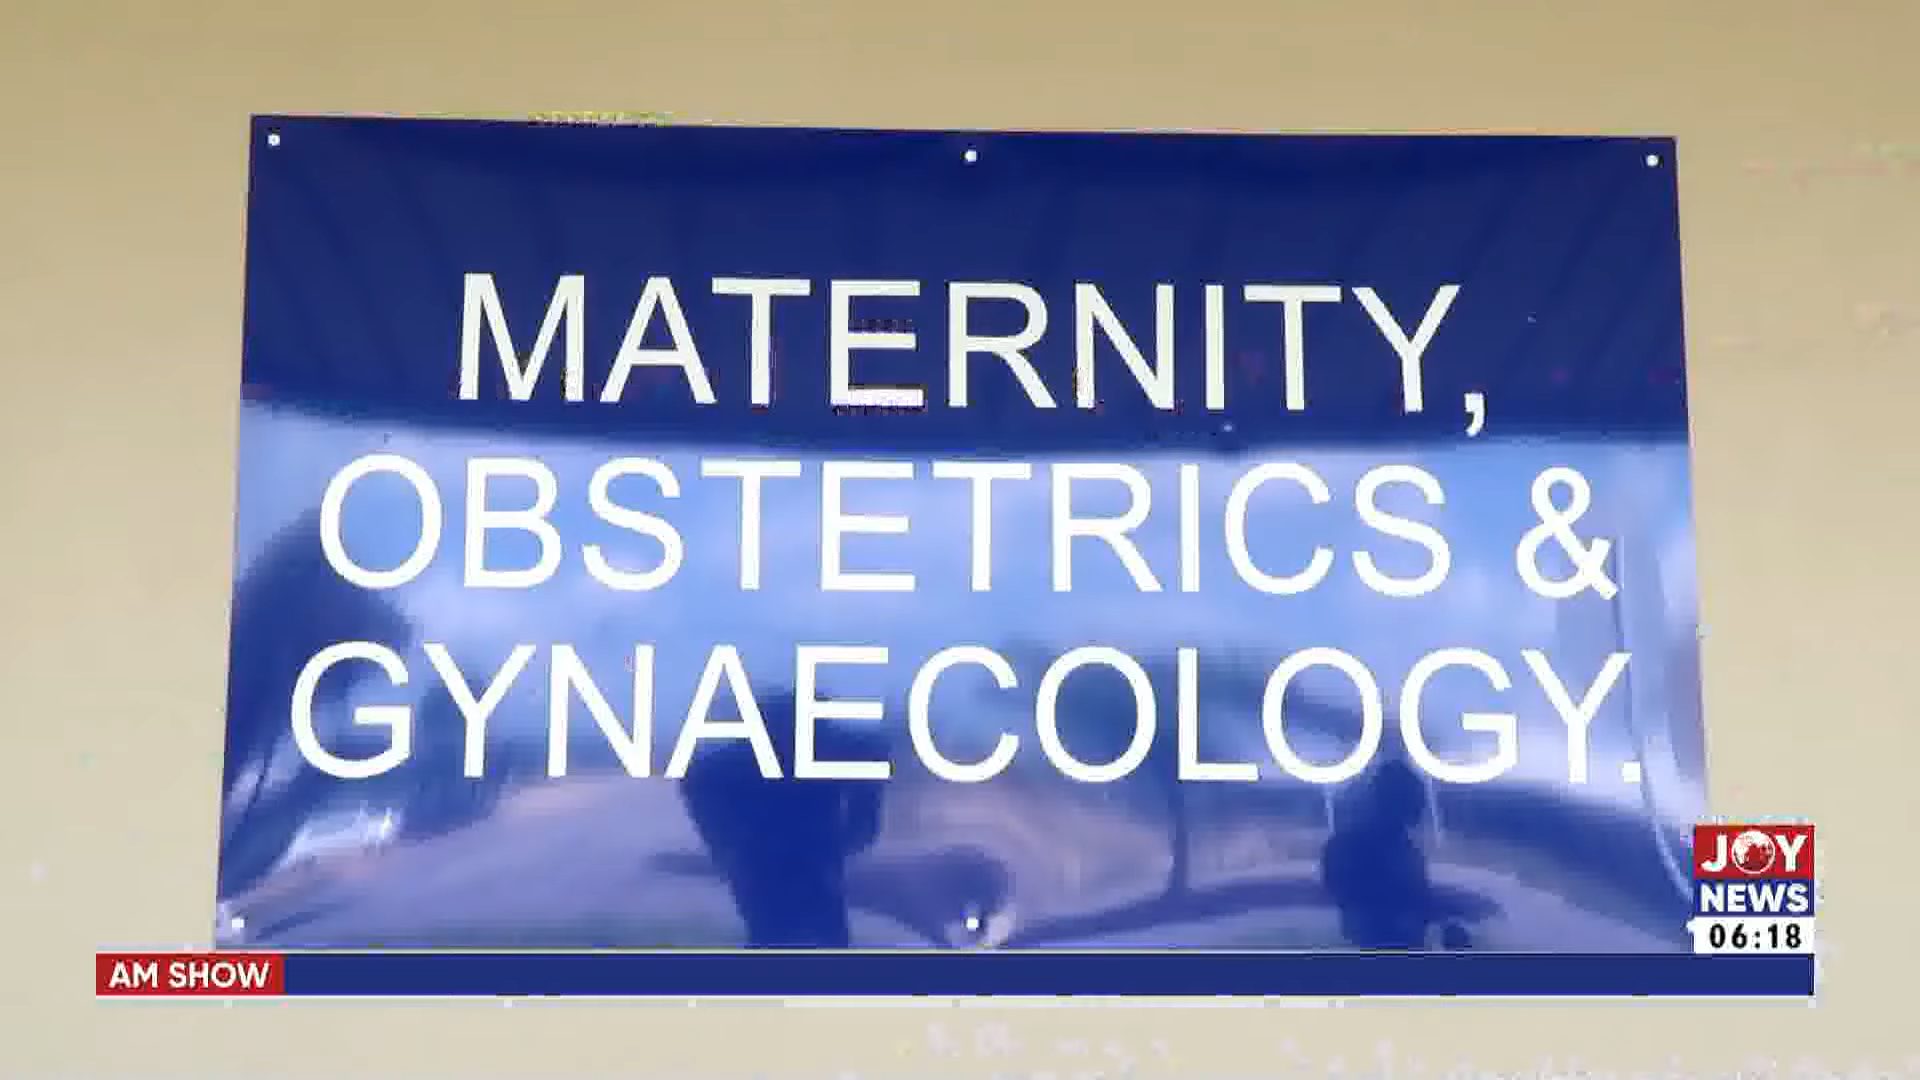 MATERNITY,
OBSTETRICS &
GYNAECOLOGY.
JOY
NEWS
06:18
AM SHOW